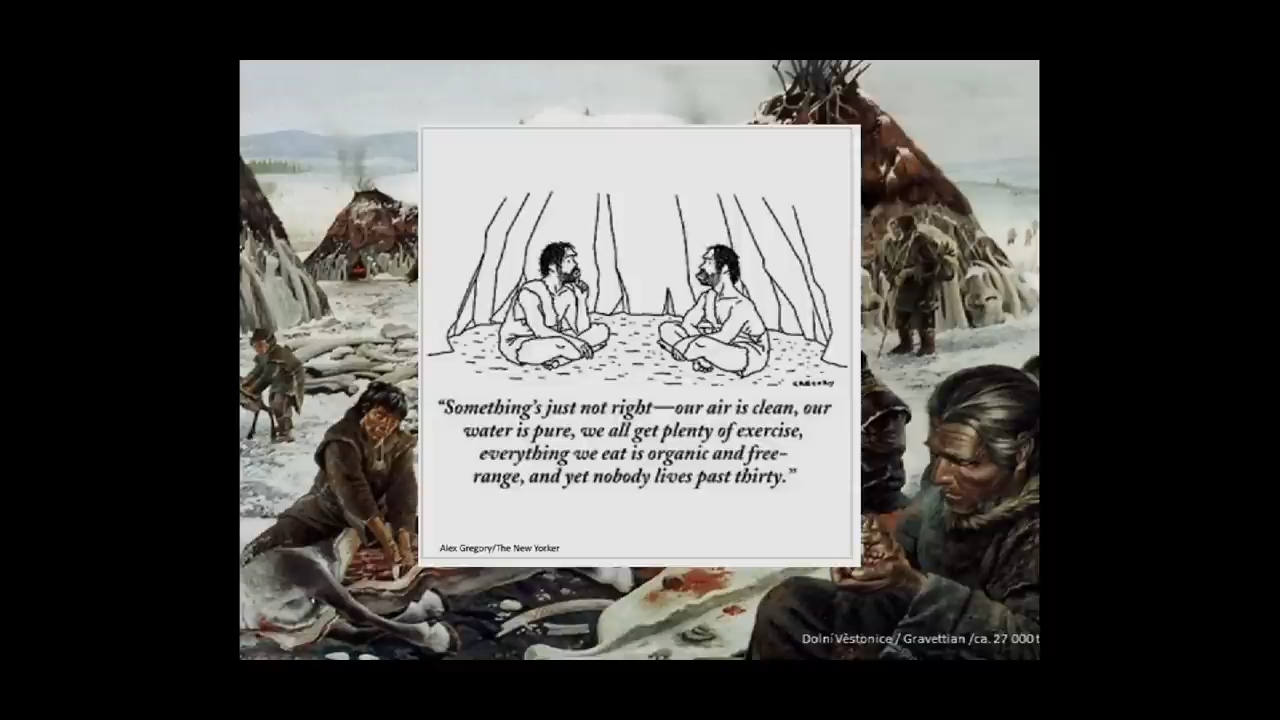 GREGORY
“Something’s just not right—our air is clean, our
water is pure, we all get plenty of exercise,
everything we eat is organic and free-
range, and yet nobody lives past thirty.”
Alex Gregory/The New Yorker
Dolní Věstonice / Gravettian /ca. 27 000 t